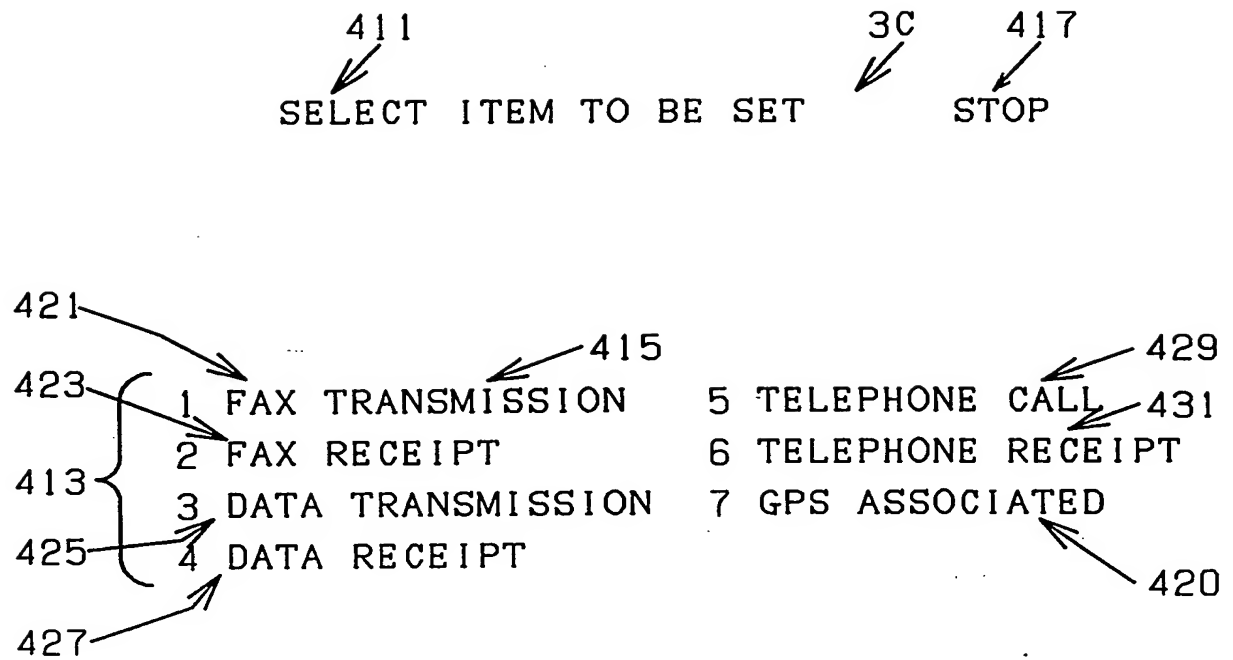 411 3C 417
SELECT ITEM TO BE SET STOP
421
415 429
423 1 FAX TRANSMISSION 5 TELEPHONE CALL 431
2 FAX RECEIPT 6 TELEPHONE RECEIPT
413
3 DATA TRANSMISSION 7 GPS ASSOCIATED
425 4 DATA RECEIPT
420
427